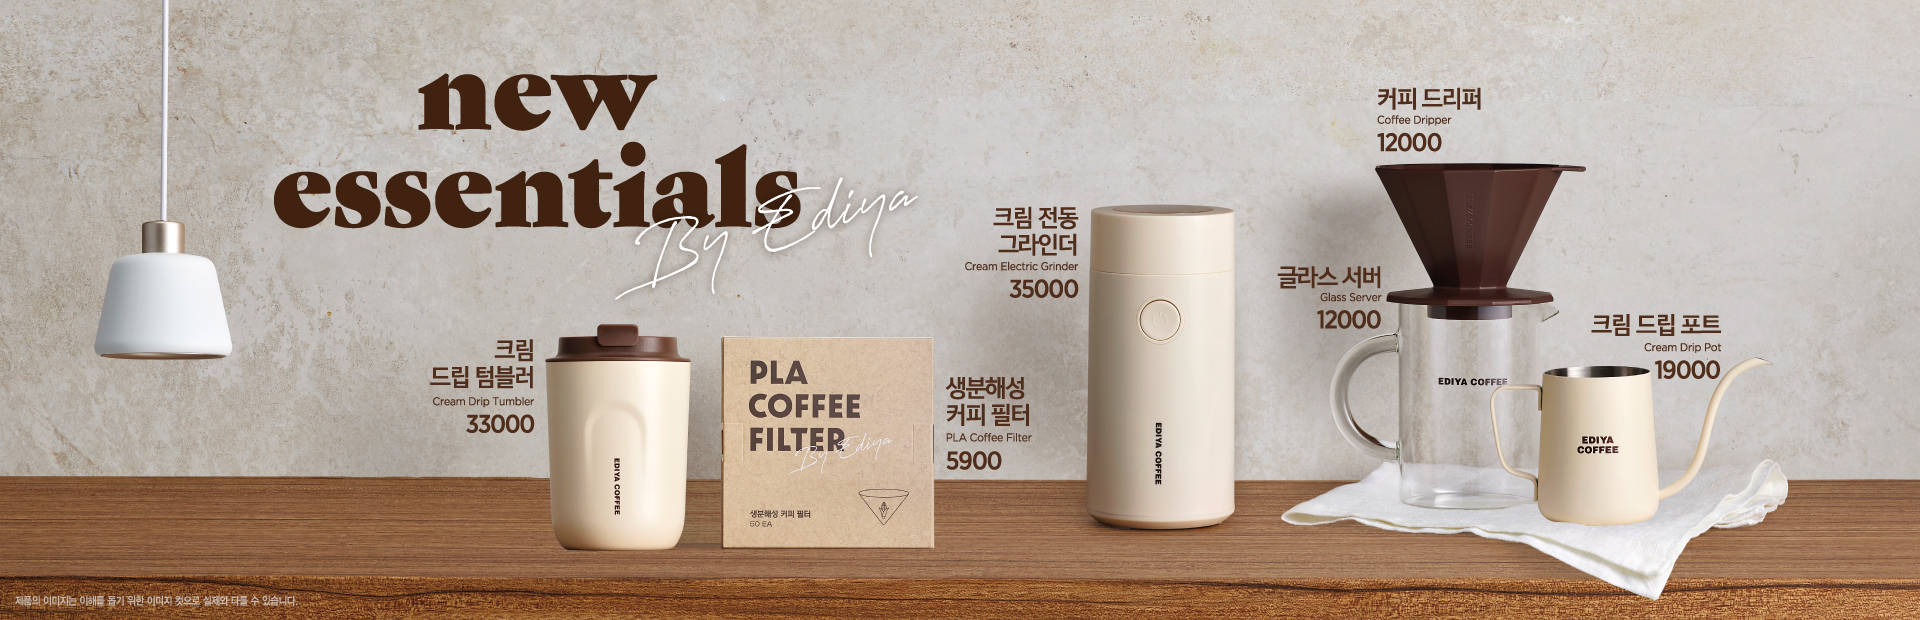 new
essentials
By Ediya
크림
드립 텀블러
Cream Drip Tumbler
33000
EDIYA COFFEE
PLA
COFFEE
FILTER
By Ediya
생분해성 커피 필터
50 EA
생분해성
커피 필터
PLA Coffee Filter
5900
크림 전동
그라인더
Cream Electric Grinder
35000
EDIYA COFFEE
커피 드리퍼
Coffee Dripper
12000
글라스 서버
Glass Server
12000
EDIYA COFFEE
크림 드립 포트
Cream Drip Pot
19000
EDIYA
COFFEE
제품의 이미지는 이해를 돕기 위한 이미지 컷으로 실제와 다를 수 있습니다.